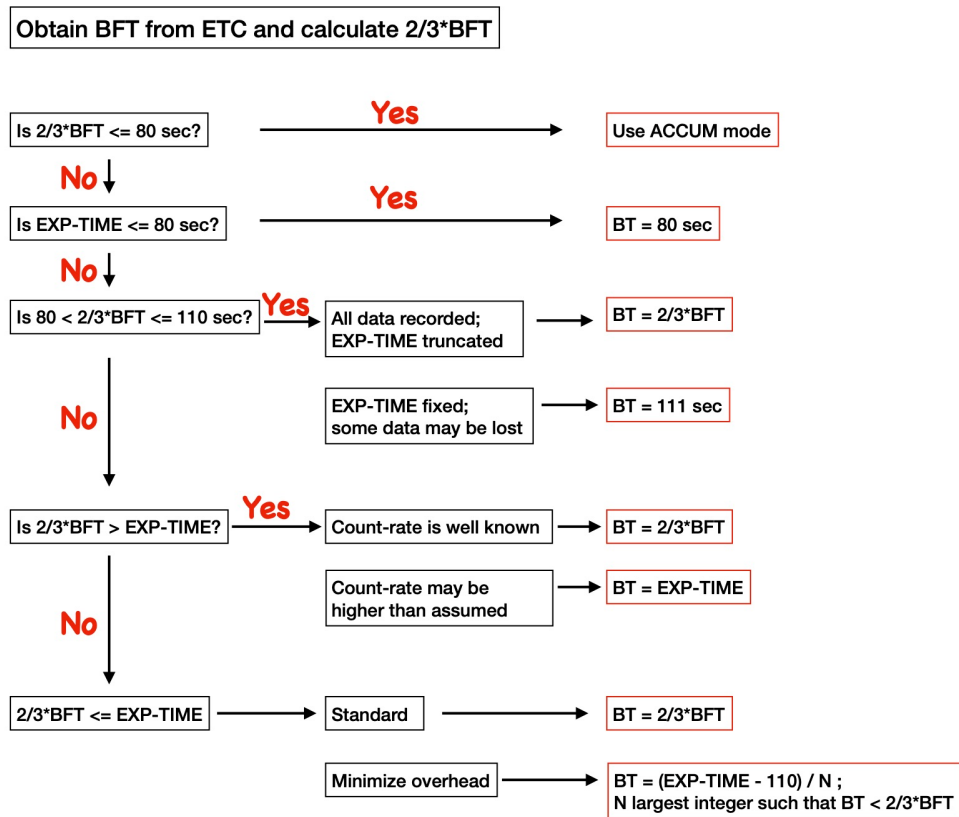 Obtain BFT from ETC and calculate 2/3*BFT
Yes
Is 2/3*BFT <= 80 sec?
Use ACCUM mode
No
Yes
Is EXP-TIME <= 80 sec?
BT = 80 sec
No
Yes
Is 80 < 2/3*BFT <= 110 sec?
All data recorded;
EXP-TIME truncated
BT = 2/3*BFT
No
EXP-TIME fixed;
some data may be lost
BT = 111 sec
Yes
Is 2/3*BFT > EXP-TIME?
Count-rate is well known
BT = 2/3*BFT
Count-rate may be
higher than assumed
BT = EXP-TIME
No
2/3*BFT <= EXP-TIME
Standard
BT = 2/3*BFT
Minimize overhead
BT = (EXP-TIME - 110) / N ;
N largest integer such that BT < 2/3*BFT